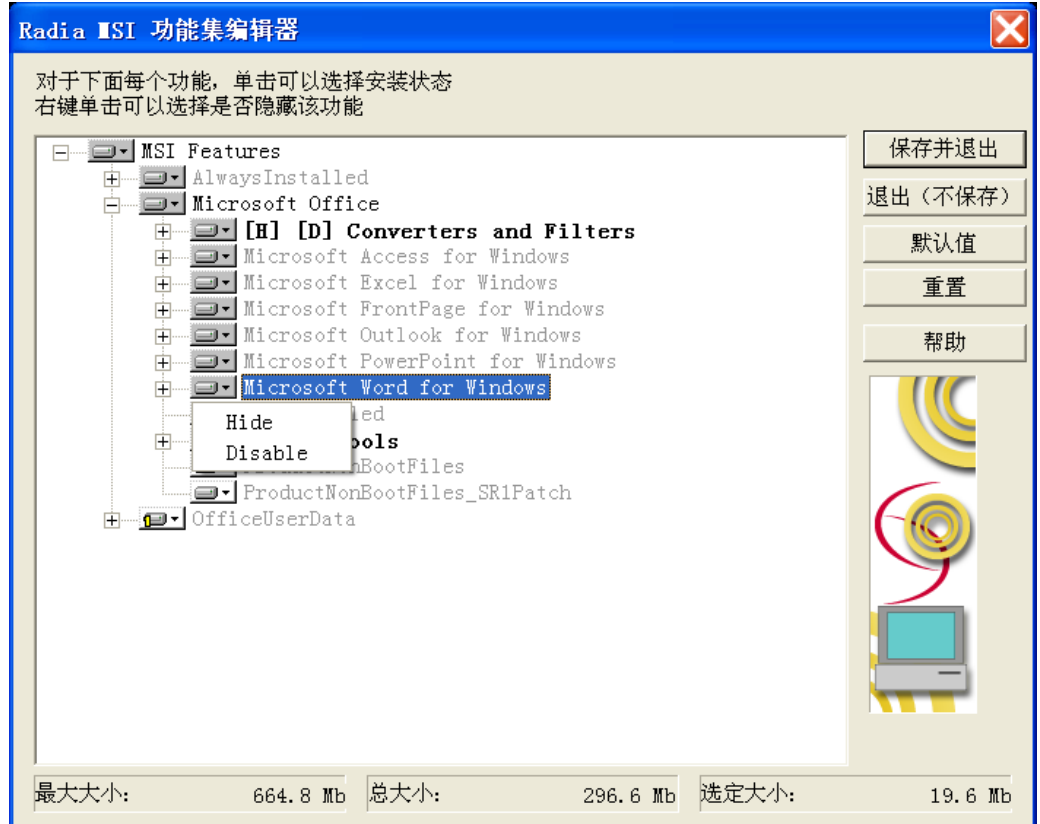 Radia MSI 功能集编辑器
对于下面每个功能，单击可以选择安装状态
右键单击可以选择是否隐藏该功能
MSI Features
AlwaysInstalled
Microsoft Office
[H] [D] Converters and Filters
Microsoft Access for Windows
Microsoft Excel for Windows
Microsoft FrontPage for Windows
Microsoft Outlook for Windows
Microsoft PowerPoint for Windows
Microsoft Word for Windows
Hide
Disable
ProductNonBootFiles_SR1Patch
OfficeUserData
保存并退出
退出（不保存）
默认值
重置
帮助
最大大小: 664.8 Mb 总大小: 296.6 Mb 选定大小: 19.6 Mb